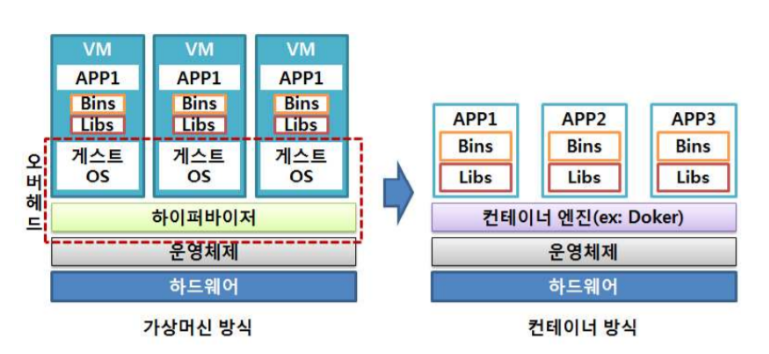 VM
APP1
Bins
Libs
게스트
OS
VM
APP1
Bins
Libs
게스트
OS
VM
APP1
Bins
Libs
게스트
OS
오버헤드
하이퍼바이저
운영체제
하드웨어
가상머신 방식
APP1
Bins
Libs
APP2
Bins
Libs
APP3
Bins
Libs
컨테이너 엔진(ex: Doker)
운영체제
하드웨어
컨테이너 방식